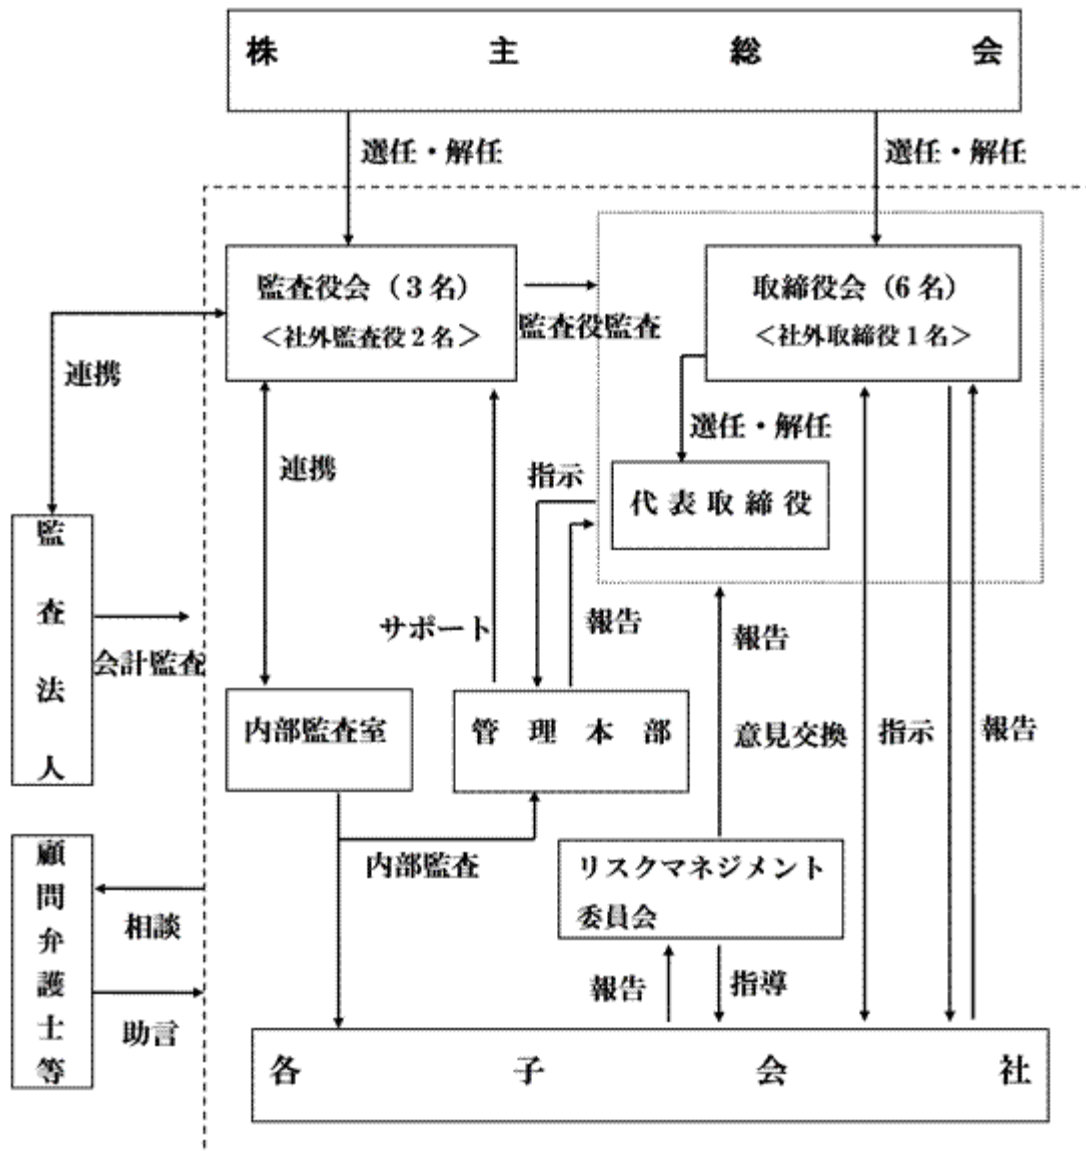 株主総会
選任・解任
選任・解任
監査役会（3名）
＜社外監査役2名＞
監査役監査
取締役会（6名）
＜社外取締役1名＞
連携
連携
選任・解任
指示
代表取締役
監査法人
会計監査
サポート
報告
報告
内部監査室
管理本部
意見交換
指示
報告
内部監査
リスクマネジメント
委員会
顧問弁護士等
相談
助言
報告
指導
各子会社